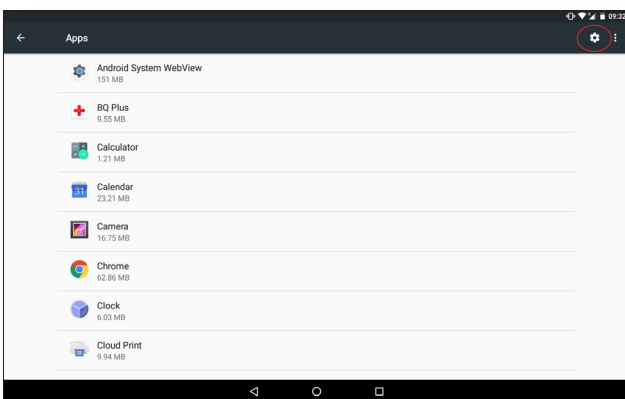 09:32
Apps
Android System WebView
151 MB
BQ Plus
9.55 MB
Calculator
1.21 MB
31
Calendar
23.21 MB
Camera
16.75 MB
Chrome
62.86 MB
Clock
6.03 MB
Cloud Print
9.94 MB